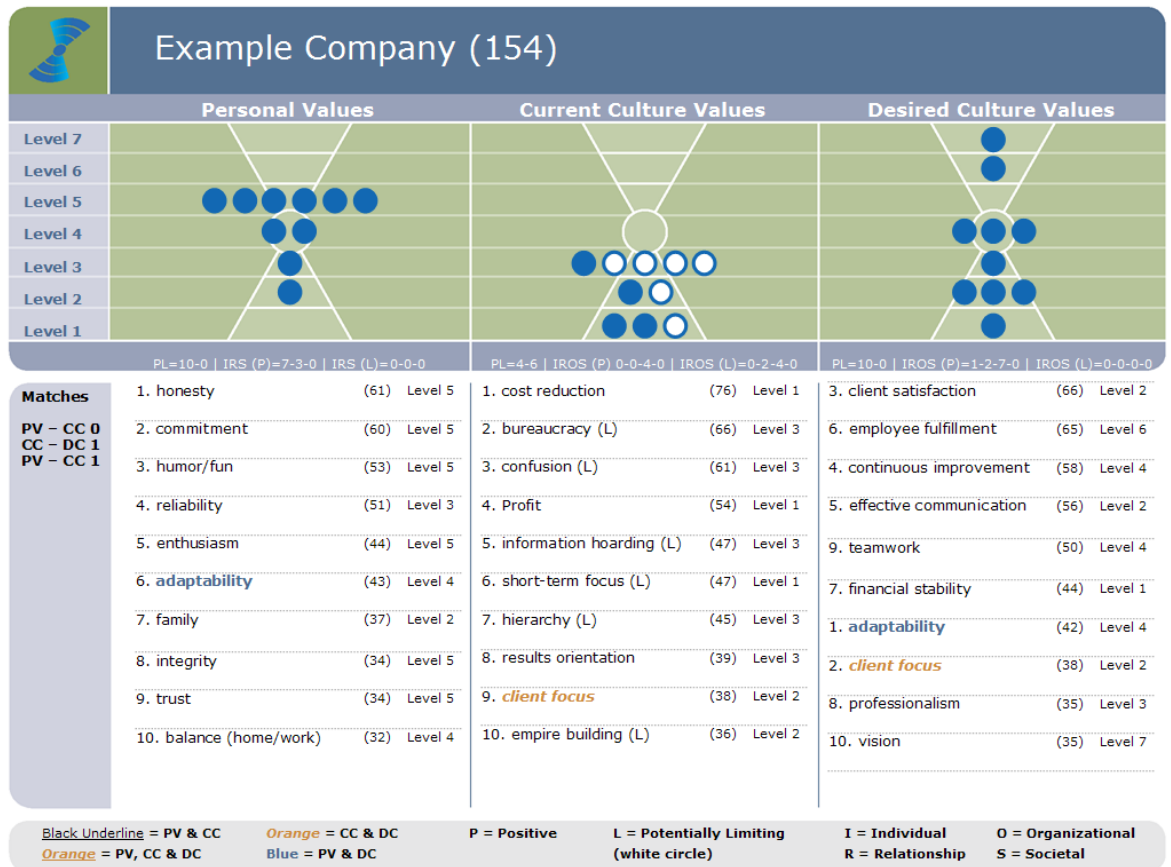 Example Company (154)
Personal Values
Current Culture Values
Desired Culture Values
Level 7
Level 6
Level 5
Level 4
Level 3
Level 2
Level 1
PL=10-0 | IRS (P)=7-3-0 | IRS (L)=0-0-0
PL=4-6 | IROS (P) 0-0-4-0 | IROS (L)=0-2-4-0
PL=10-0 | IROS (P)=1-2-7-0 | IROS (L)=0-0-0-0
Matches
PV – CC 0
CC – DC 1
PV – CC 1
1. honesty (61) Level 5
2. commitment (60) Level 5
3. humor/fun (53) Level 5
4. reliability (51) Level 3
5. enthusiasm (44) Level 5
6. adaptability (43) Level 4
7. family (37) Level 2
8. integrity (34) Level 5
9. trust (34) Level 5
10. balance (home/work) (32) Level 4
1. cost reduction (76) Level 1
2. bureaucracy (L) (66) Level 3
3. confusion (L) (61) Level 3
4. Profit (54) Level 1
5. information hoarding (L) (47) Level 3
6. short-term focus (L) (47) Level 1
7. hierarchy (L) (45) Level 3
8. results orientation (39) Level 3
9. client focus (38) Level 2
10. empire building (L) (36) Level 2
3. client satisfaction (66) Level 2
6. employee fulfillment (65) Level 6
4. continuous improvement (58) Level 4
5. effective communication (56) Level 2
9. teamwork (50) Level 4
7. financial stability (44) Level 1
1. adaptability (42) Level 4
2. client focus (38) Level 2
8. professionalism (35) Level 3
10. vision (35) Level 7
Black Underline = PV & CC
Orange = CC & DC
P = Positive
L = Potentially Limiting
I = Individual
O = Organizational
Orange = PV, CC & DC
Blue = PV & DC
(white circle)
R = Relationship
S = Societal